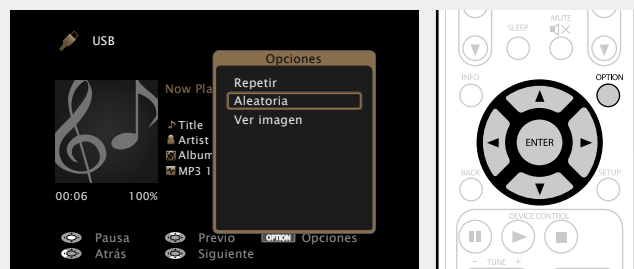 USB
Opciones
Now Pla
Repetir
Aleatoria
Ver imagen
Title
Artist
Album
MP3 1
00:06 100%
Pausa Previo OPTION Opciones
Atrás Siguiente
SLEEP MUTE
INFO OPTION
ENTER
BACK SETUP
DEVICE CONTROL
- TUNE +